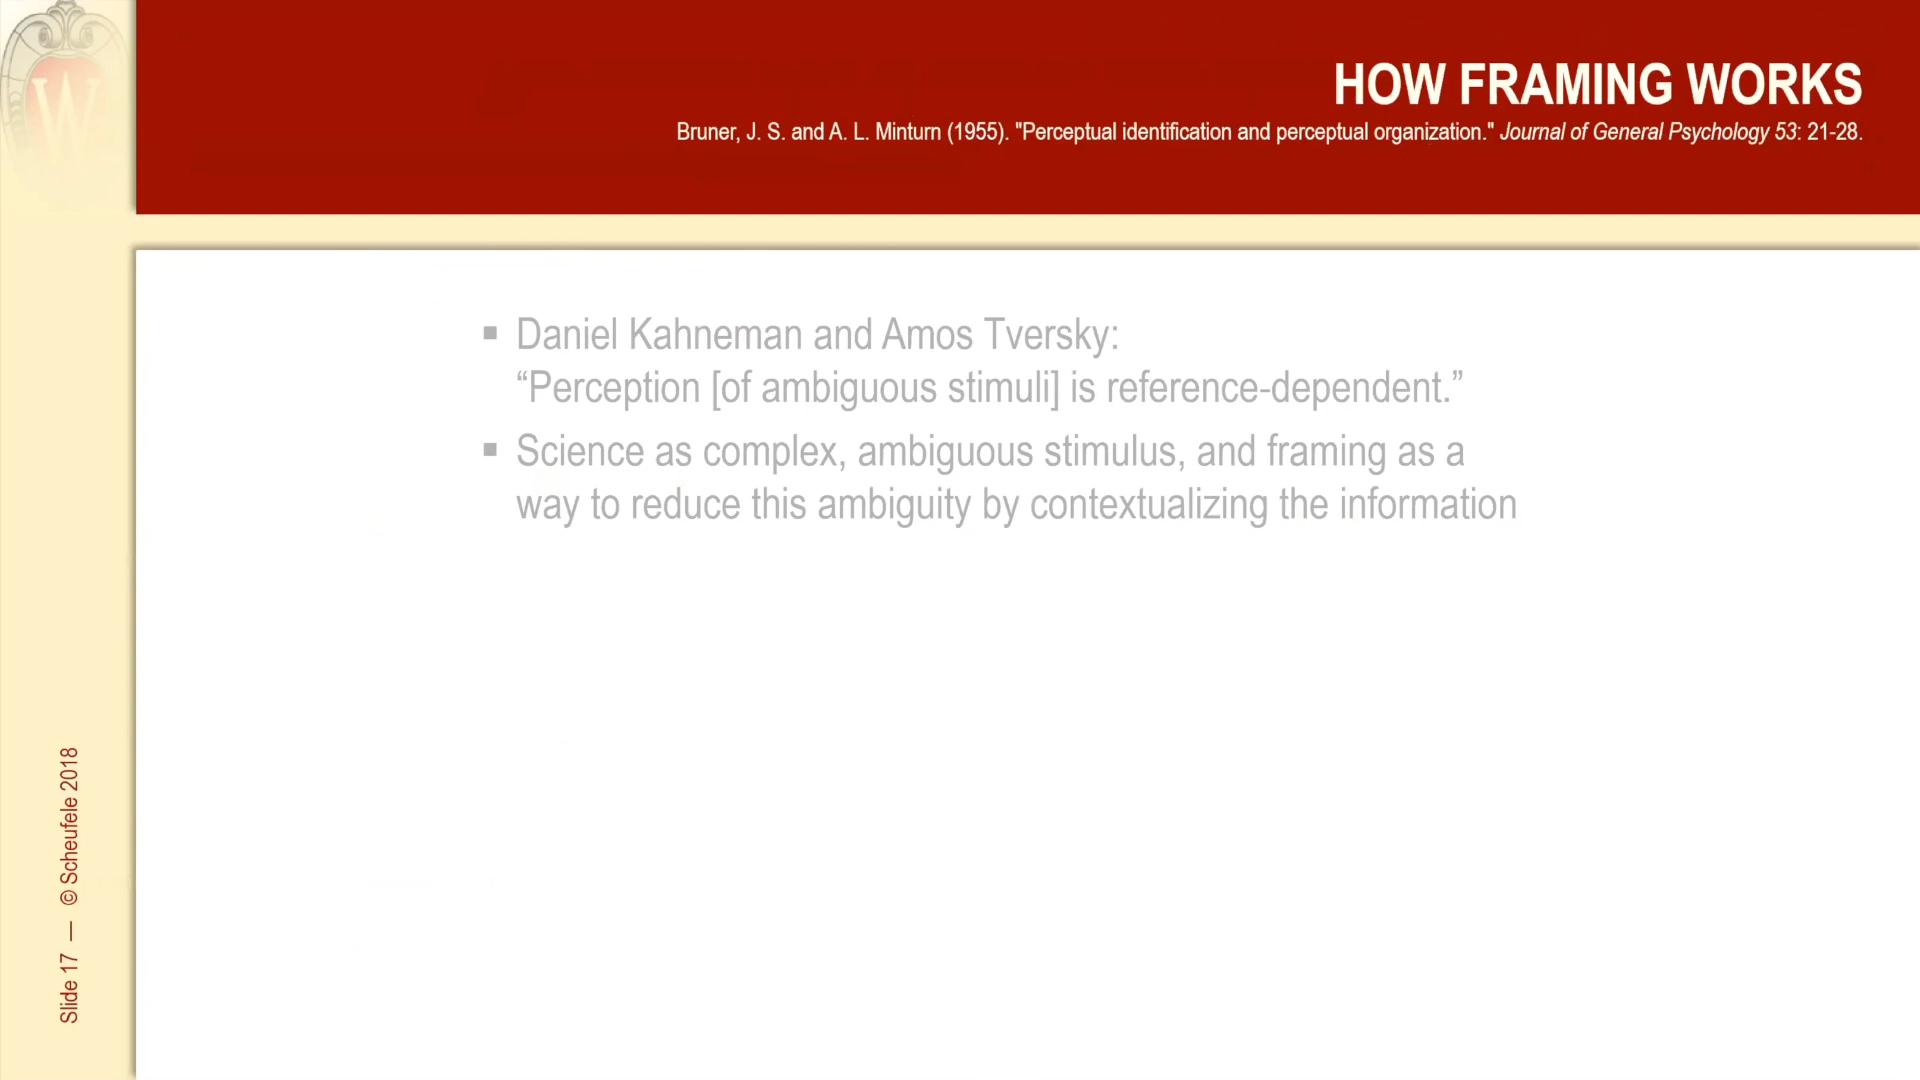 W
HOW FRAMING WORKS
Bruner, J. S. and A. L. Minturn (1955). "Perceptual identification and perceptual organization." Journal of General Psychology 53: 21-28.
▪ Daniel Kahneman and Amos Tversky:
“Perception [of ambiguous stimuli] is reference-dependent.”
▪ Science as complex, ambiguous stimulus, and framing as a
way to reduce this ambiguity by contextualizing the information
Slide 17 — © Scheufele 2018